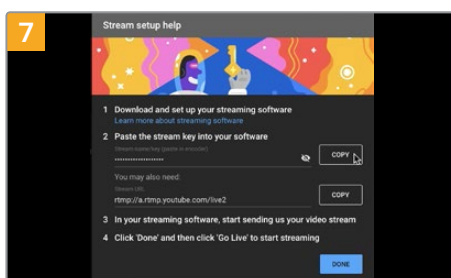 7
Stream setup help
1 Download and set up your streaming software
Learn more about streaming software
2 Paste the stream key into your software
Stream name/key (paste in encoder)
•••••••••••••••••••
COPY
You may also need:
Stream URL
rtmp://a.rtmp.youtube.com/live2
COPY
3 In your streaming software, start sending us your video stream
4 Click 'Done' and then click 'Go Live' to start streaming
DONE